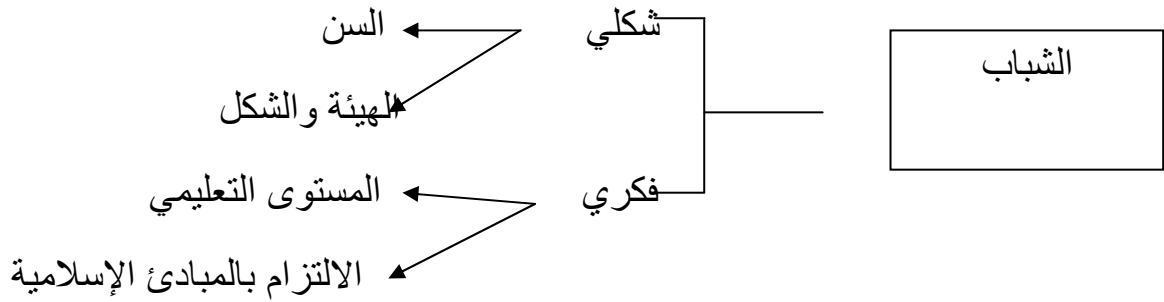 الشباب
شكلي
السن
الهيئة والشكل
فكري
المستوى التعليمي
الالتزام بالمبادئ الإسلامية